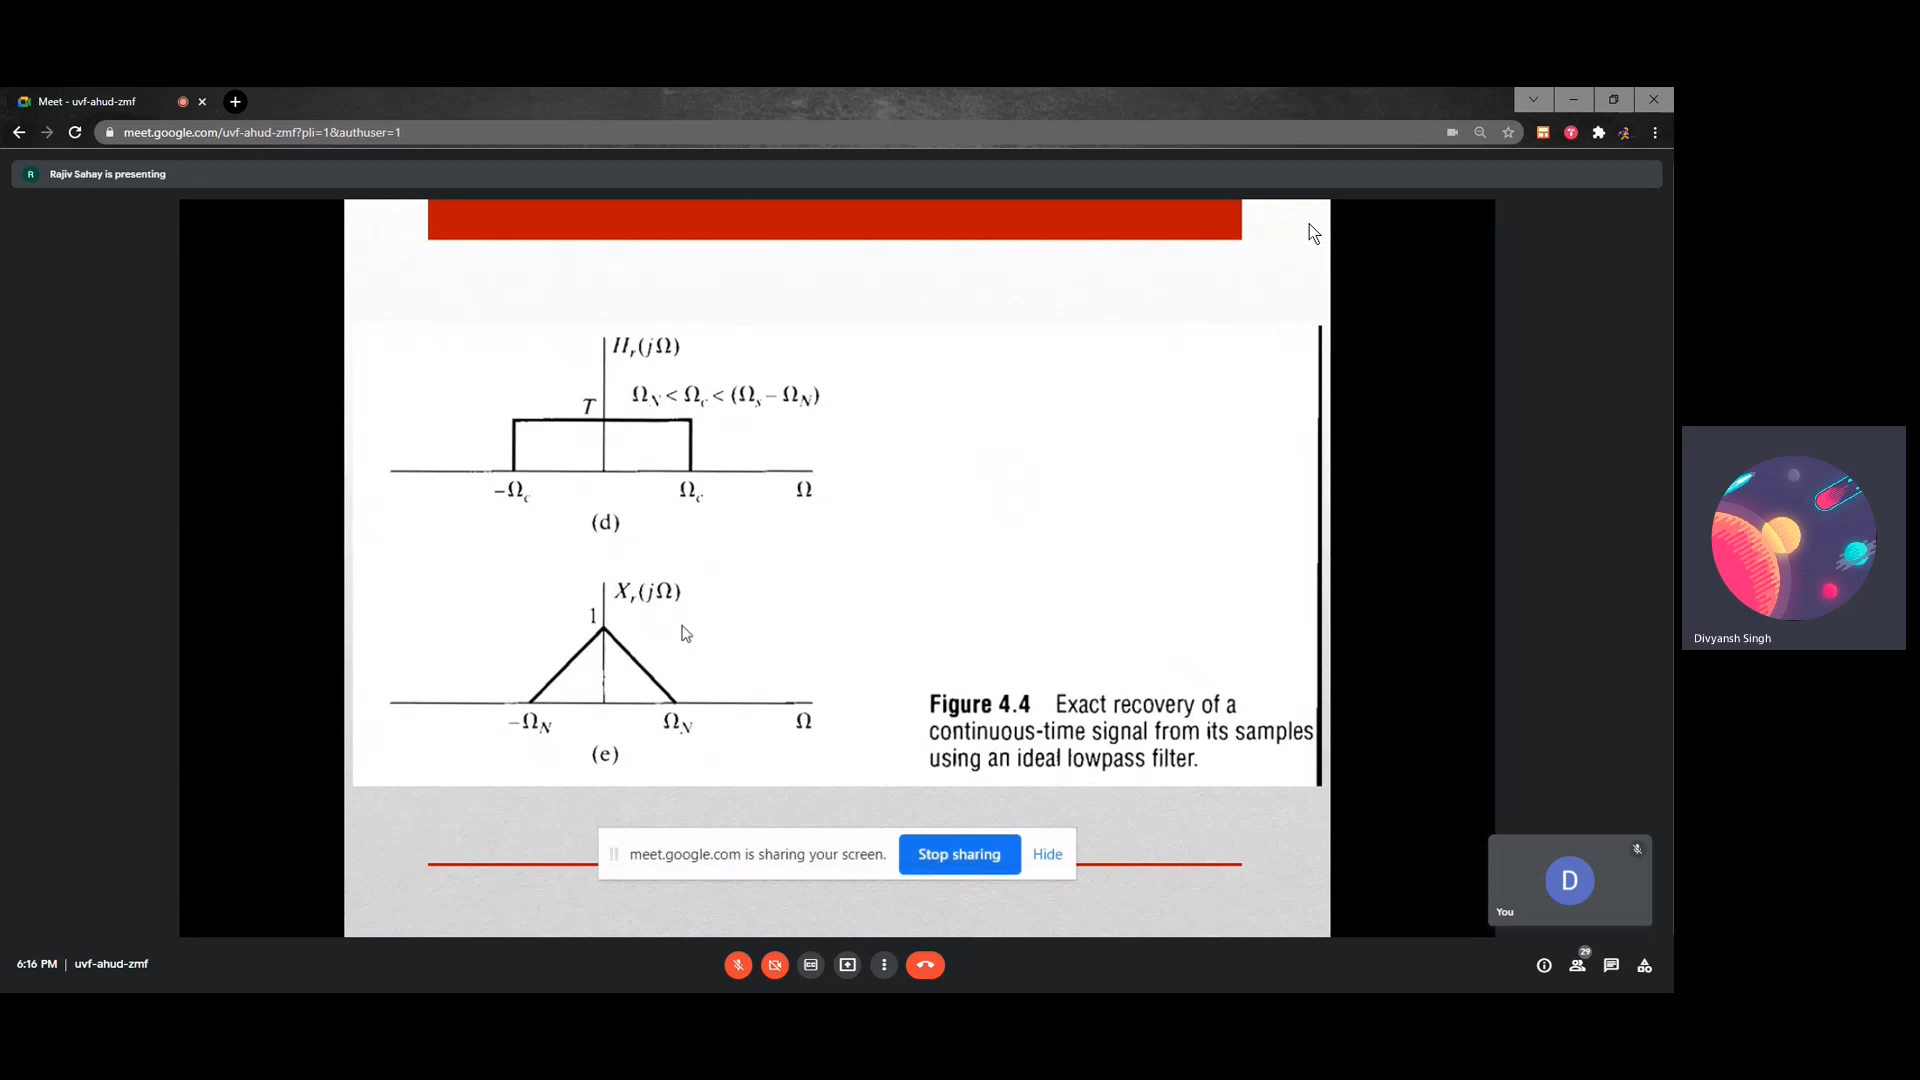 Meet - uvf-ahud-zmf
meet.google.com/uvf-ahud-zmf?pli=1&authuser=1
R Rajiv Sahay is presenting
H_r(jΩ)
T Ω_N < Ω_c < (Ω_s − Ω_N)
−Ω_c Ω_c Ω
(d)
X_r(jΩ)
1
−Ω_N Ω_N Ω
(e)
Figure 4.4 Exact recovery of a
continuous-time signal from its samples
using an ideal lowpass filter.
meet.google.com is sharing your screen. Stop sharing Hide
Divyansh Singh
D
You
6:16 PM | uvf-ahud-zmf
29